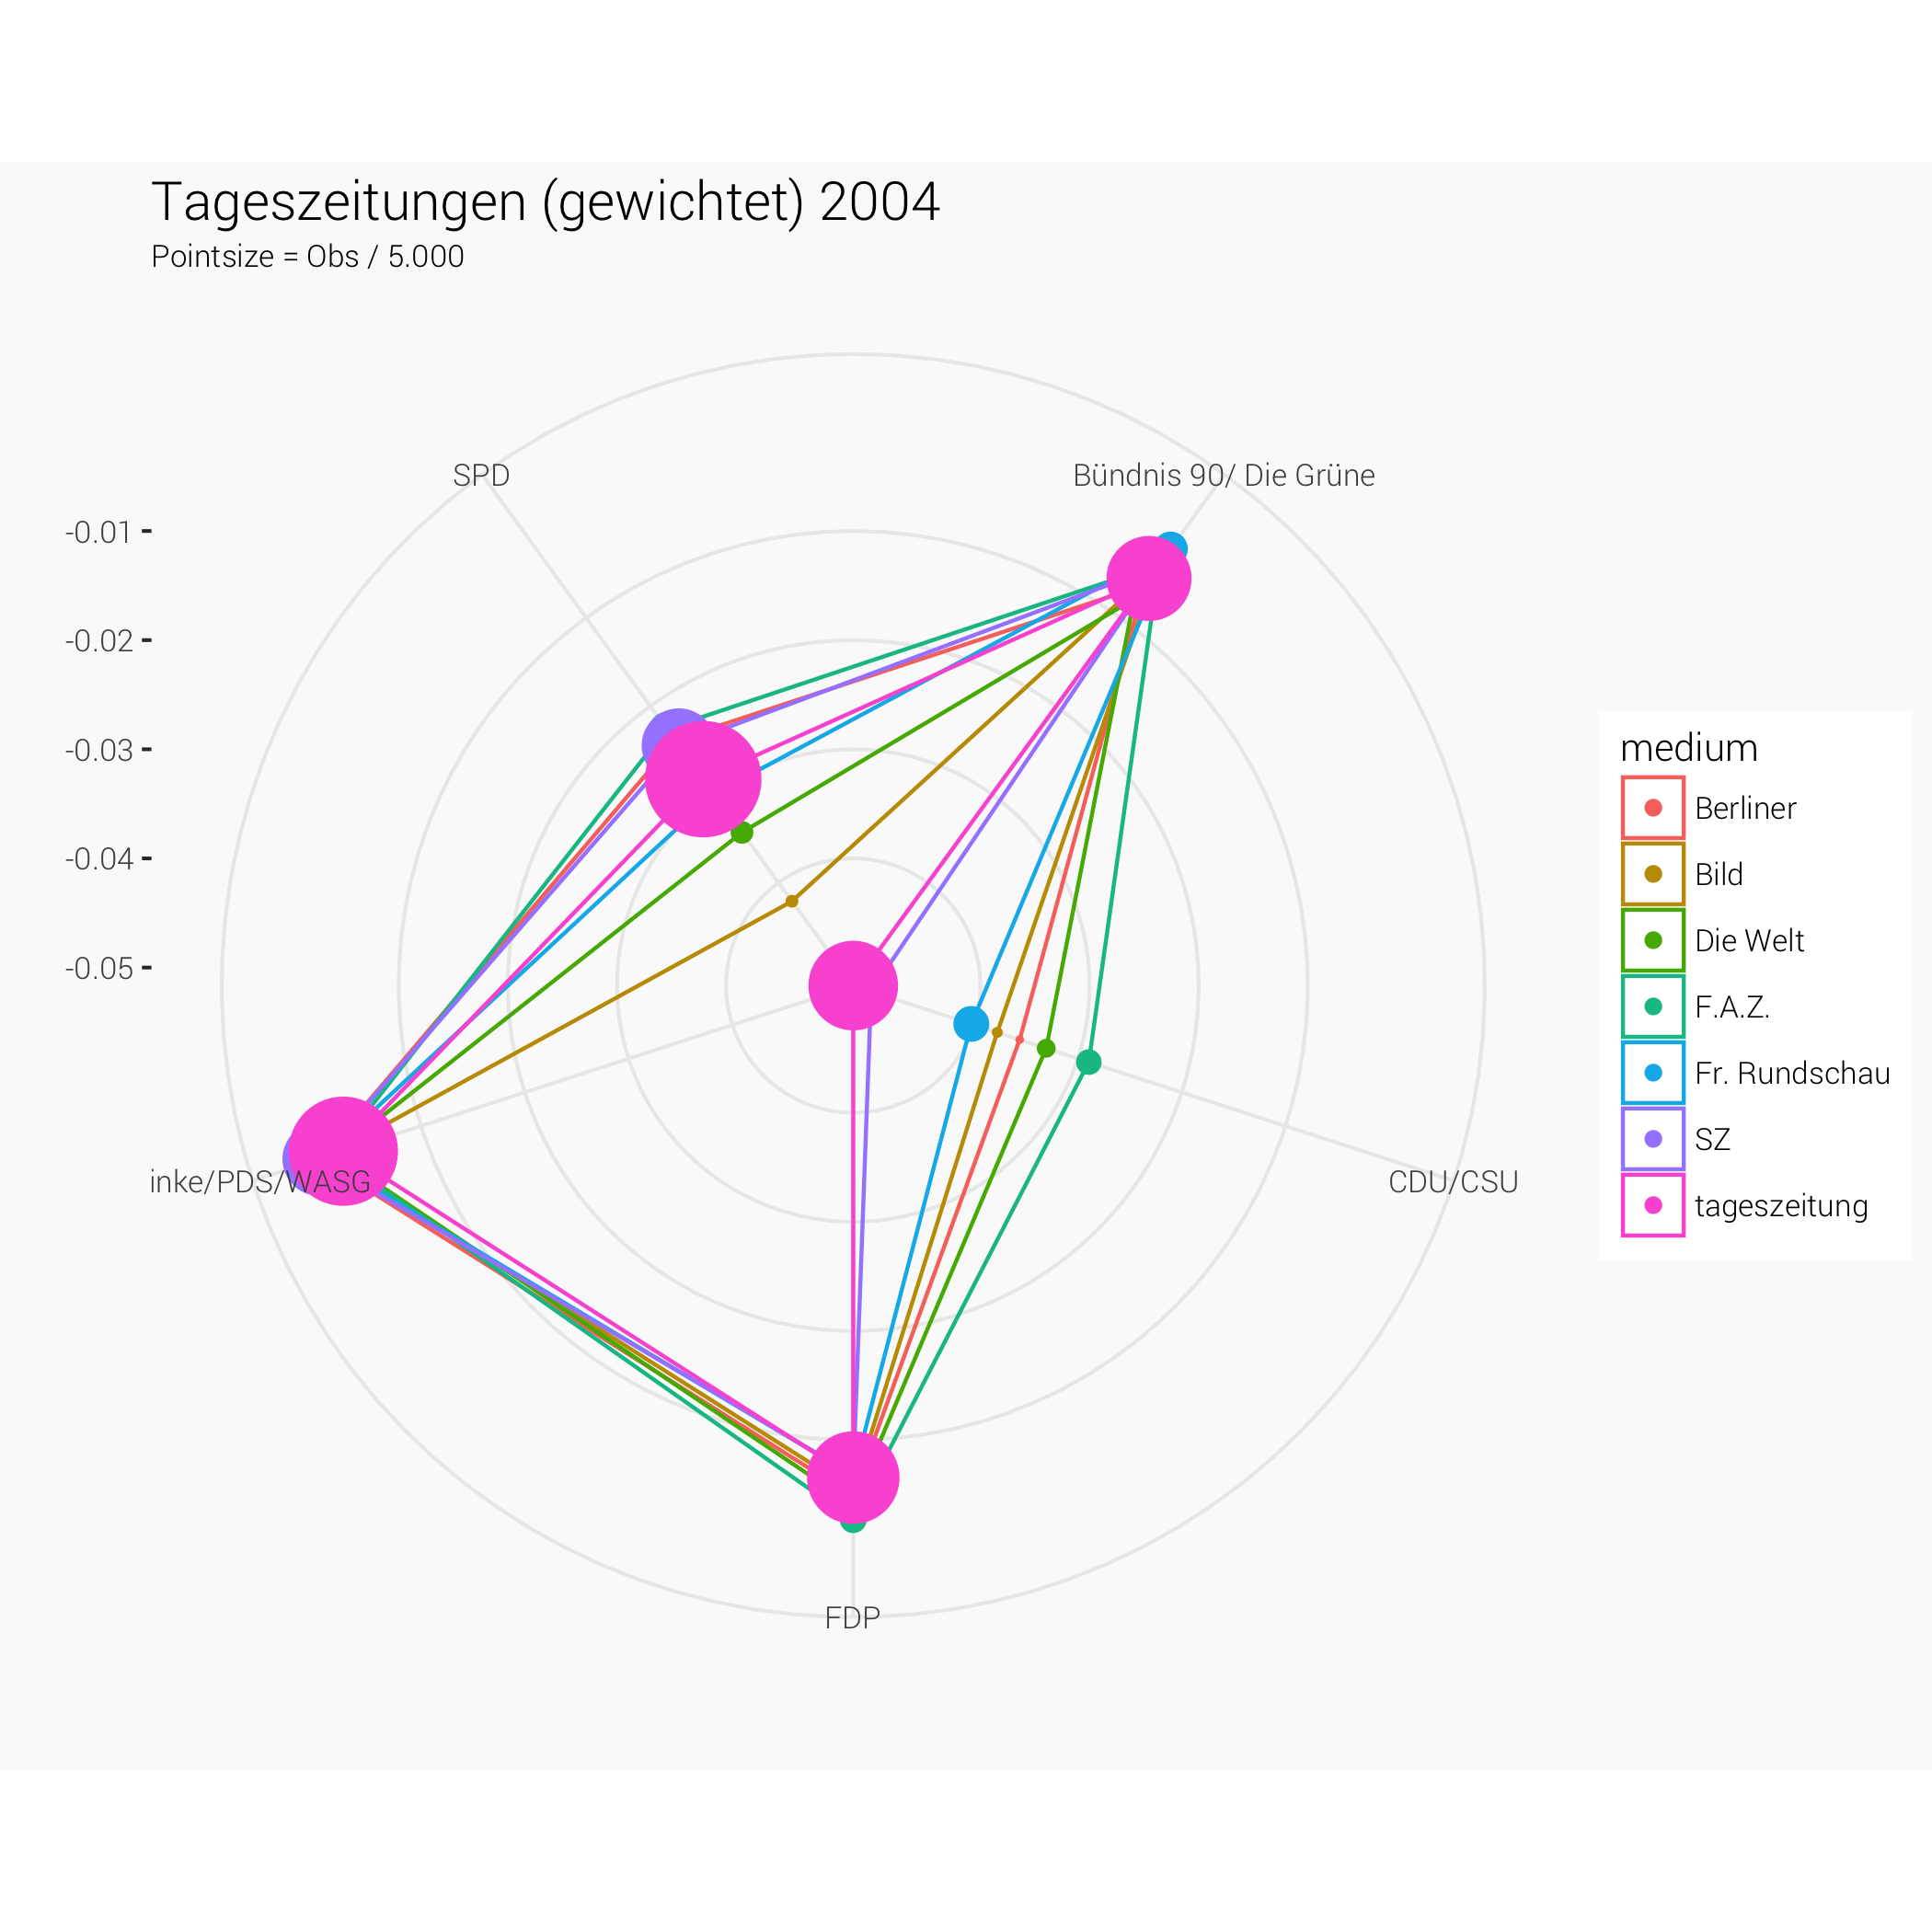 Tageszeitungen (gewichtet) 2004
Pointsize = Obs / 5.000
SPD
Bündnis 90/ Die Grüne
-0.01
-0.02
-0.03
-0.04
-0.05
medium
Berliner
Bild
Die Welt
F.A.Z.
Fr. Rundschau
SZ
tageszeitung
inke/PDS/WASG
CDU/CSU
FDP